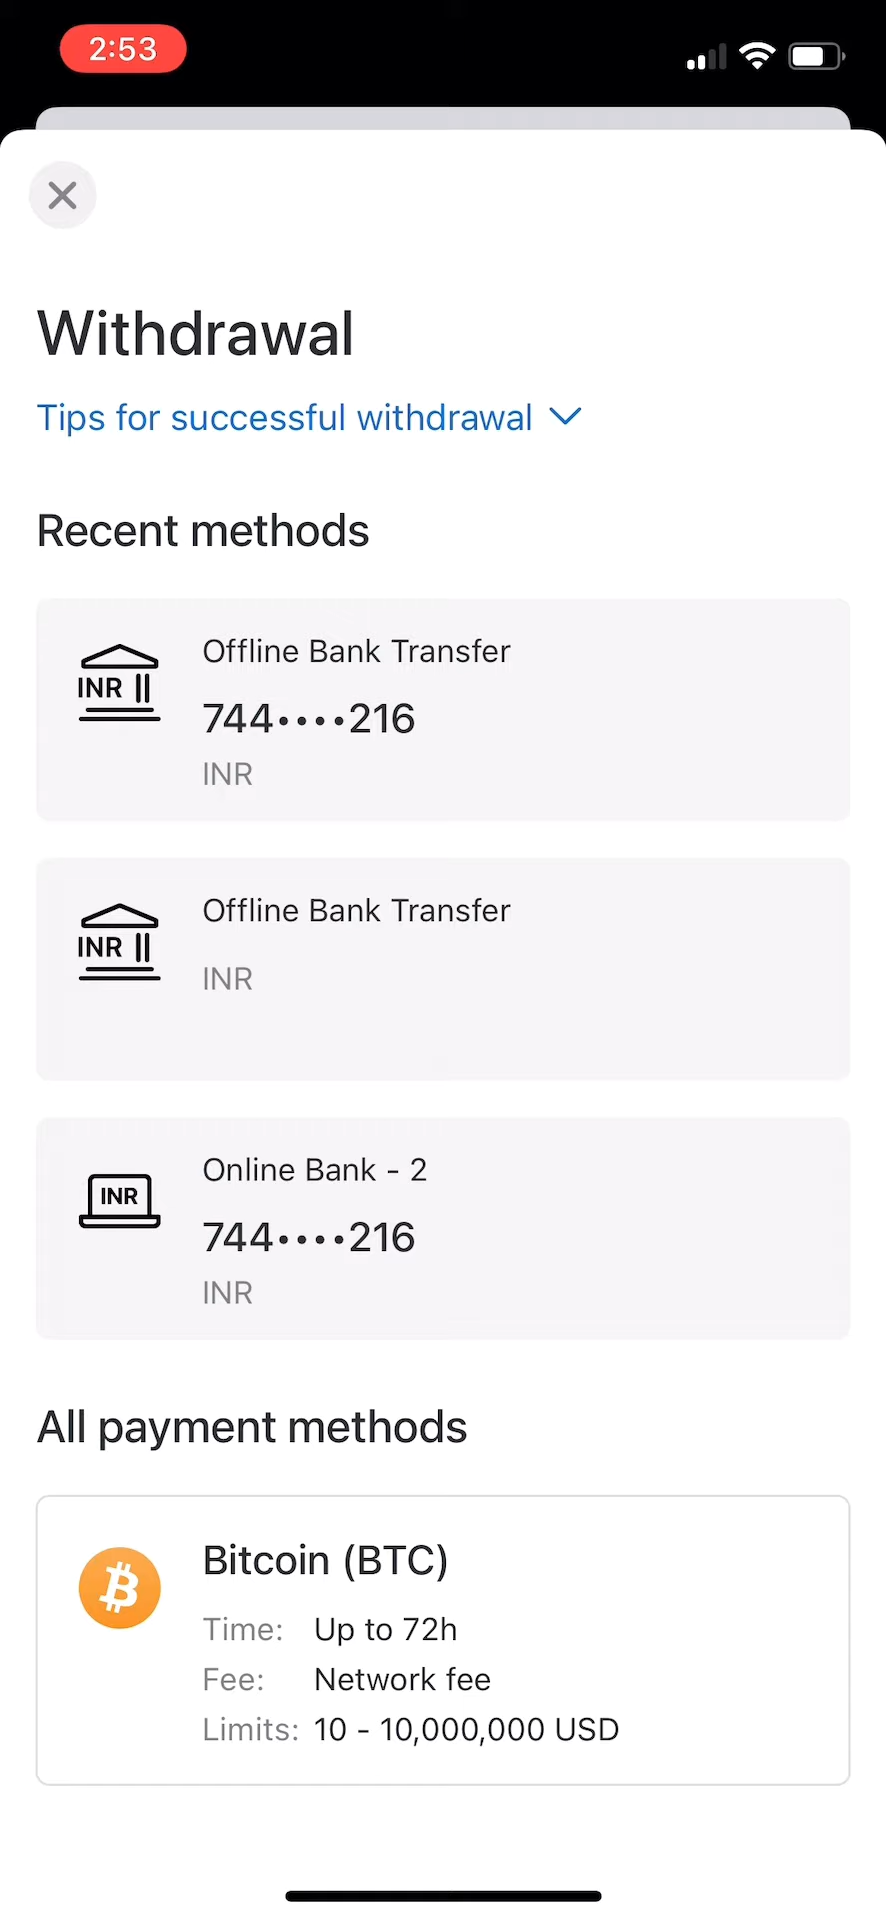 2:53
Withdrawal
Tips for successful withdrawal
Recent methods
Offline Bank Transfer
INR
744····216
INR
Offline Bank Transfer
INR
INR
Online Bank - 2
INR
744····216
INR
All payment methods
Bitcoin (BTC)
Time: Up to 72h
Fee: Network fee
Limits: 10 - 10,000,000 USD